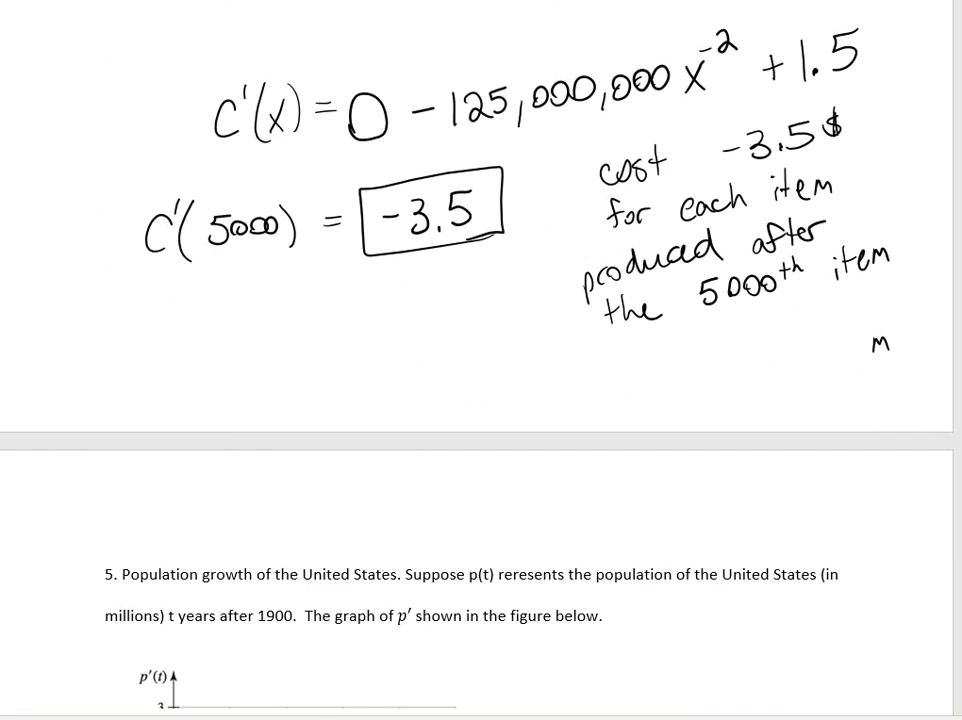 C'(x) = 0 - 125,000,000 x⁻² + 1.5
C'(5000) = -3.5
cost -3.5$
for each item
produced after
the 5000th item
m
5. Population growth of the United States. Suppose p(t) reresents the population of the United States (in
millions) t years after 1900. The graph of p′ shown in the figure below.
p′(t)
3